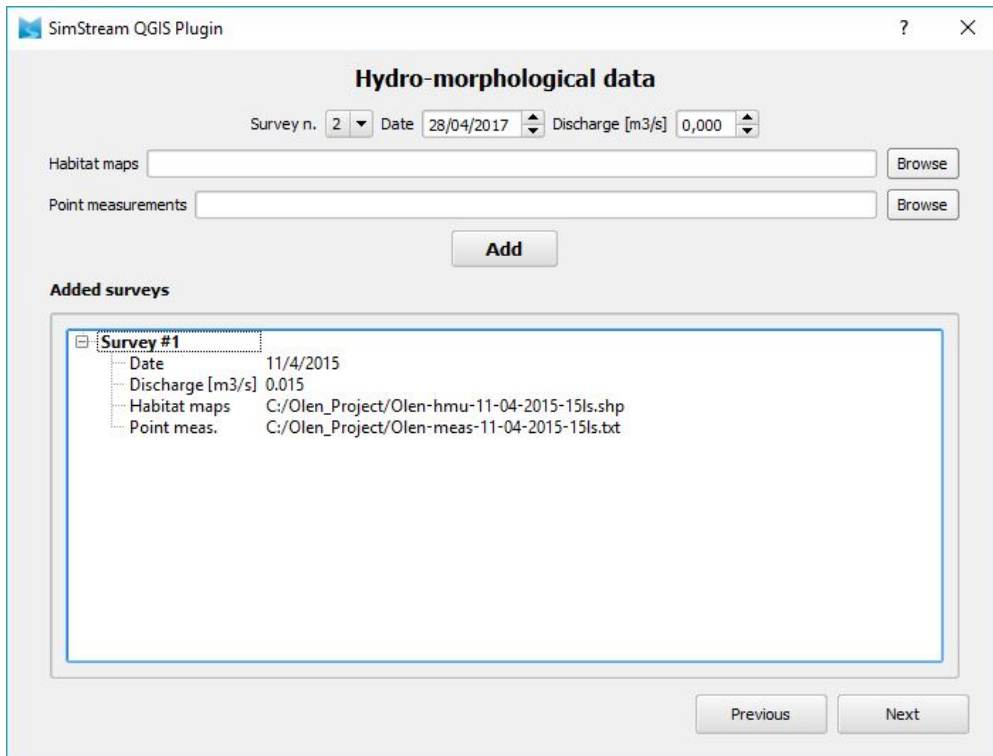 SimStream QGIS Plugin ?
Hydro-morphological data
Survey n. 2 Date 28/04/2017 Discharge [m3/s] 0,000
Habitat maps Browse
Point measurements Browse
Add
Added surveys
Survey #1
Date 11/4/2015
Discharge [m3/s] 0.015
Habitat maps C:/Olen_Project/Olen-hmu-11-04-2015-15ls.shp
Point meas. C:/Olen_Project/Olen-meas-11-04-2015-15ls.txt
Previous Next